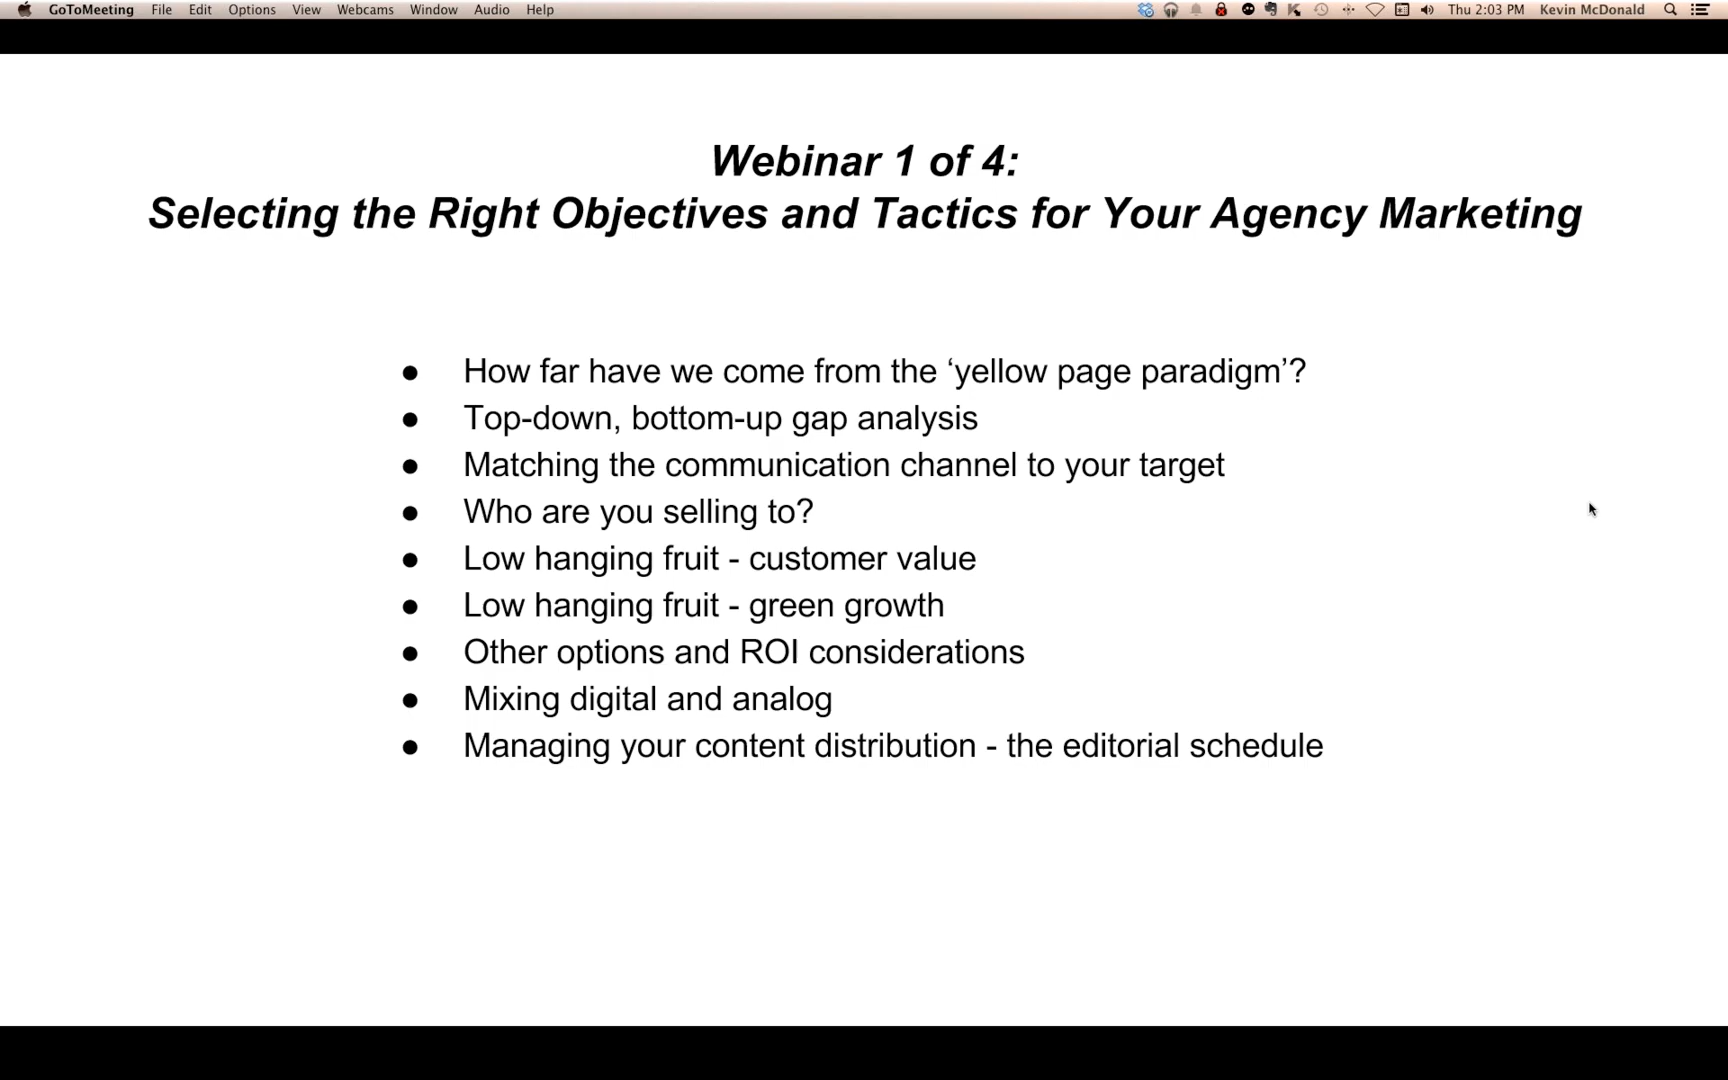 GoToMeeting File Edit Options View Webcams Window Audio Help Thu 2:03 PM Kevin McDonald
Webinar 1 of 4:
Selecting the Right Objectives and Tactics for Your Agency Marketing
● How far have we come from the ‘yellow page paradigm’?
● Top-down, bottom-up gap analysis
● Matching the communication channel to your target
● Who are you selling to?
● Low hanging fruit - customer value
● Low hanging fruit - green growth
● Other options and ROI considerations
● Mixing digital and analog
● Managing your content distribution - the editorial schedule